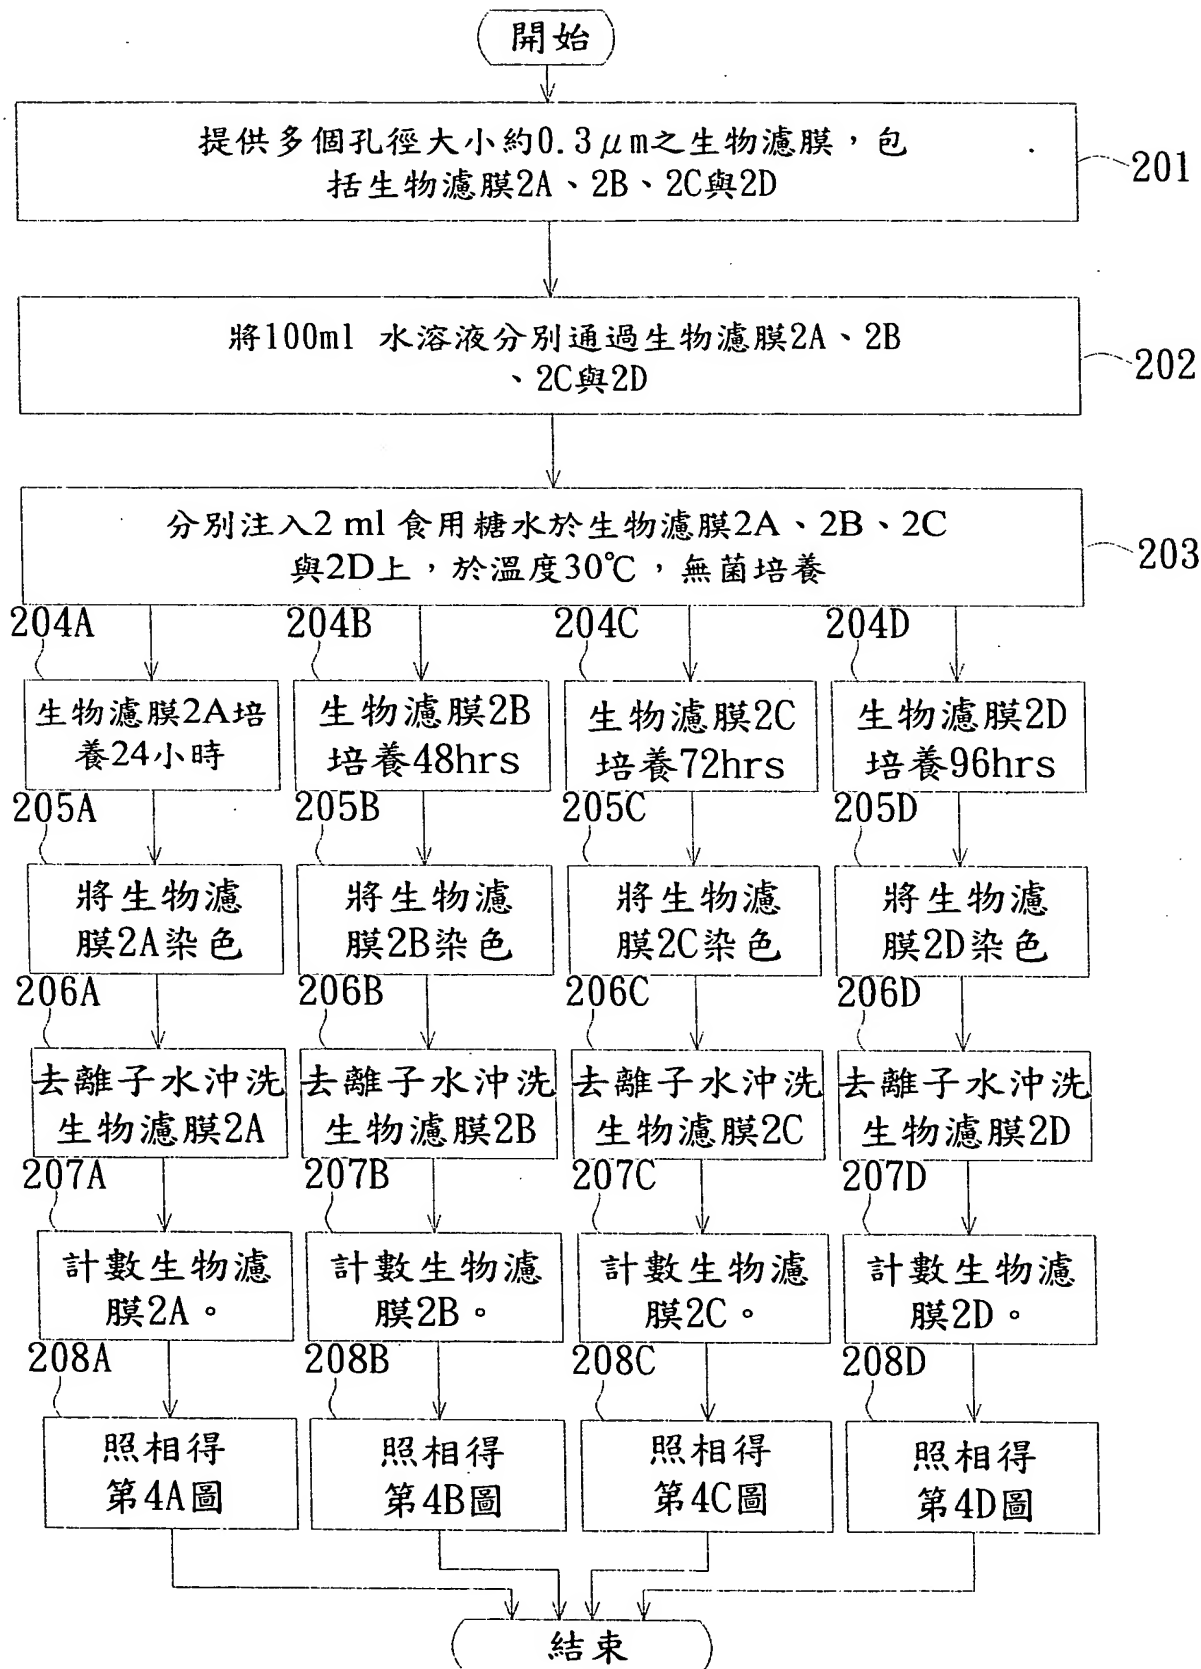 開始
提供多個孔徑大小約0.3μm之生物濾膜，包
括生物濾膜2A、2B、2C與2D
201
將100ml 水溶液分別通過生物濾膜2A、2B
、2C與2D
202
分別注入2 ml 食用糖水於生物濾膜2A、2B、2C
與2D上，於溫度30℃，無菌培養
203
204A
生物濾膜2A培
養24小時
204B
生物濾膜2B
培養48hrs
204C
生物濾膜2C
培養72hrs
204D
生物濾膜2D
培養96hrs
205A
將生物濾
膜2A染色
205B
將生物濾
膜2B染色
205C
將生物濾
膜2C染色
205D
將生物濾
膜2D染色
206A
去離子水沖洗
生物濾膜2A
206B
去離子水沖洗
生物濾膜2B
206C
去離子水沖洗
生物濾膜2C
206D
去離子水沖洗
生物濾膜2D
207A
計數生物濾
膜2A。
207B
計數生物濾
膜2B。
207C
計數生物濾
膜2C。
207D
計數生物濾
膜2D。
208A
照相得
第4A圖
208B
照相得
第4B圖
208C
照相得
第4C圖
208D
照相得
第4D圖
結束